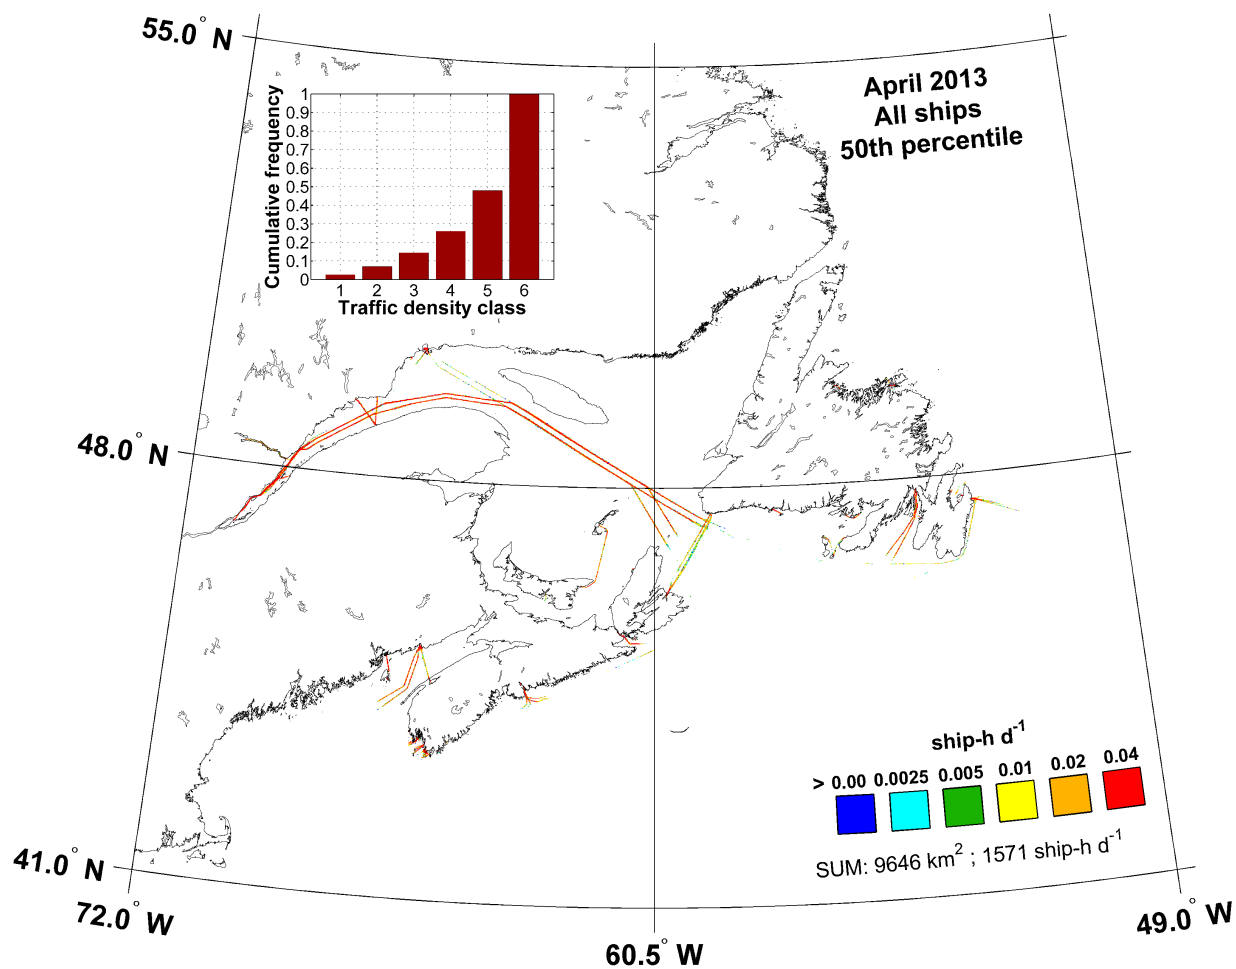 55.0° N
April 2013
All ships
50th percentile
Cumulative frequency
1
0.9
0.8
0.7
0.6
0.5
0.4
0.3
0.2
0.1
0
1 2 3 4 5 6
Traffic density class
48.0° N
ship-h d⁻¹
> 0.00 0.0025 0.005 0.01 0.02 0.04
SUM: 9646 km² ; 1571 ship-h d⁻¹
41.0° N
72.0° W
60.5° W
49.0° W